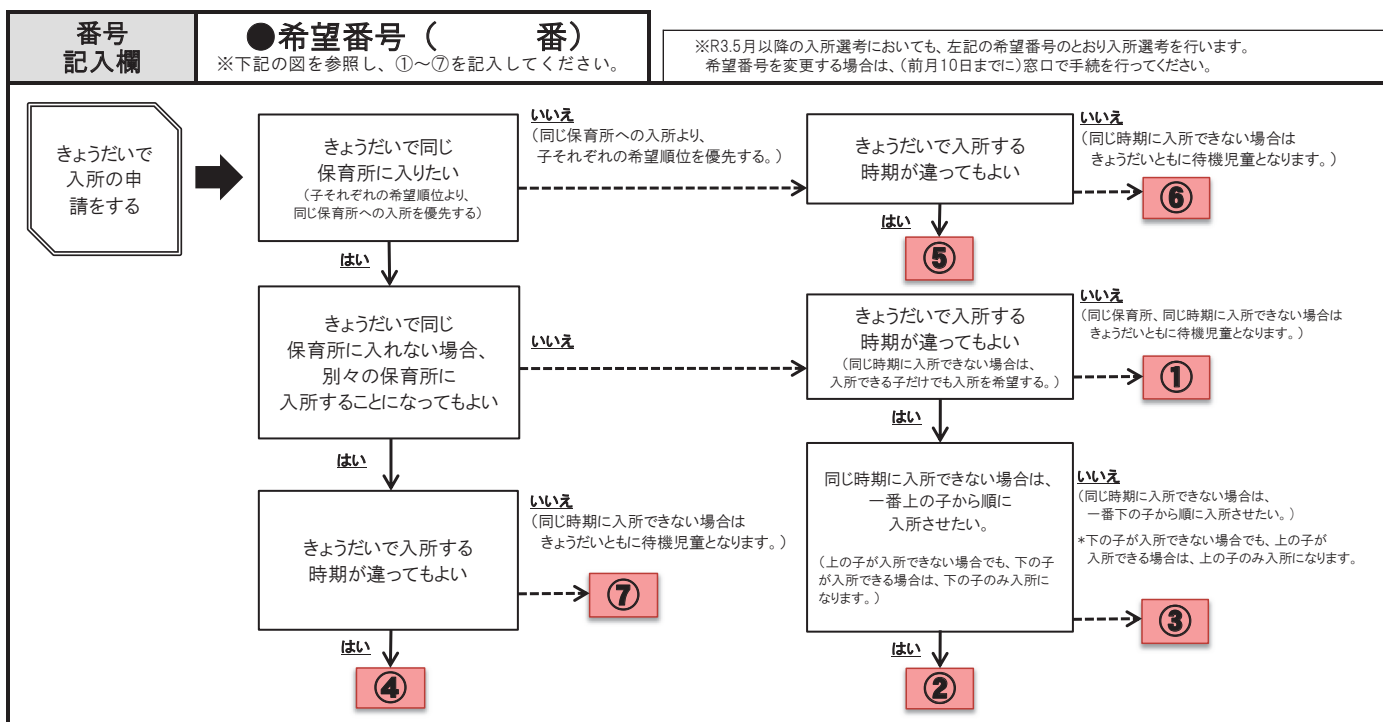 番号
記入欄
●希望番号（　　　番）
※下記の図を参照し、①～⑦を記入してください。
※R3.5月以降の入所選考においても、左記の希望番号のとおり入所選考を行います。
希望番号を変更する場合は、（前月10日までに）窓口で手続を行ってください。
きょうだいで
入所の申
請をする
きょうだいで同じ
保育所に入りたい
（子それぞれの希望順位より、
同じ保育所への入所を優先する）
いいえ
（同じ保育所への入所より、
子それぞれの希望順位を優先する。）
きょうだいで入所する
時期が違ってもよい
いいえ
（同じ時期に入所できない場合は
きょうだいともに待機児童となります。）
⑥
はい
⑤
はい
きょうだいで同じ
保育所に入れない場合、
別々の保育所に
入所することになってもよい
いいえ
きょうだいで入所する
時期が違ってもよい
（同じ時期に入所できない場合は、
入所できる子だけでも入所を希望する。）
いいえ
（同じ保育所、同じ時期に入所できない場合は
きょうだいともに待機児童となります。）
①
はい
はい
きょうだいで入所する
時期が違ってもよい
いいえ
（同じ時期に入所できない場合は
きょうだいともに待機児童となります。）
⑦
はい
④
同じ時期に入所できない場合は、
一番上の子から順に
入所させたい。
（上の子が入所できない場合でも、下の子
が入所できる場合は、下の子のみ入所に
なります。）
いいえ
（同じ時期に入所できない場合は、
一番下の子から順に入所させたい。）
*下の子が入所できない場合でも、上の子が
入所できる場合は、上の子のみ入所になります。
③
はい
②